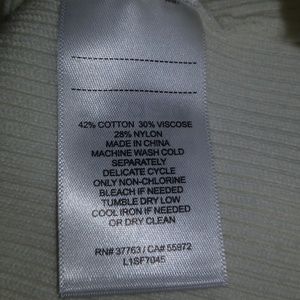 42% COTTON 30% VISCOSE
28% NYLON
MADE IN CHINA
MACHINE WASH COLD
SEPARATELY
DELICATE CYCLE
ONLY NON-CHLORINE
BLEACH IF NEEDED
TUMBLE DRY LOW
COOL IRON IF NEEDED
OR DRY CLEAN
RN# 37763 / CA# 55972
L1SF7045